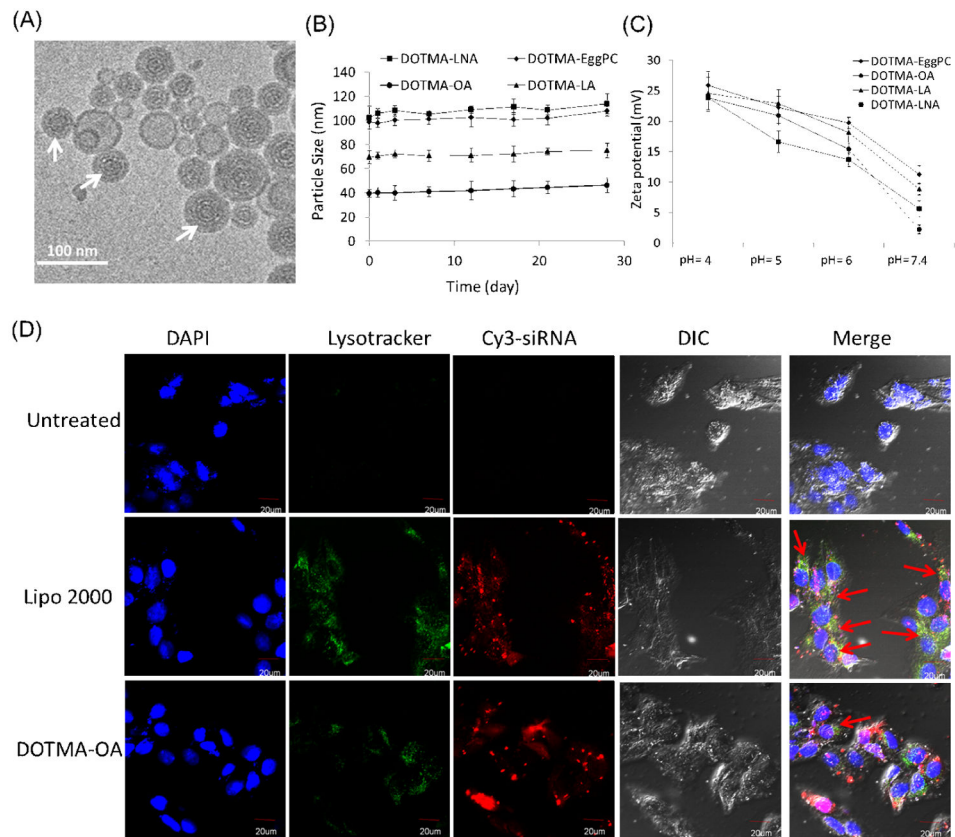 (A)
100 nm
(B)
DOTMA-LNA DOTMA-EggPC
DOTMA-OA DOTMA-LA
Particle Size (nm)
140
120
100
80
60
40
20
0
0 10 20 30
Time (day)
(C)
DOTMA-EggPC
DOTMA-OA
DOTMA-LA
DOTMA-LNA
Zeta potential (mV)
30
25
20
15
10
5
0
pH= 4 pH= 5 pH= 6 pH=7.4
(D)
DAPI Lysotracker Cy3-siRNA DIC Merge
Untreated
20um 20um 20um 20um 20um
Lipo 2000
20um 20um 20um 20um 20um
DOTMA-OA
20um 20um 20um 20um 20um